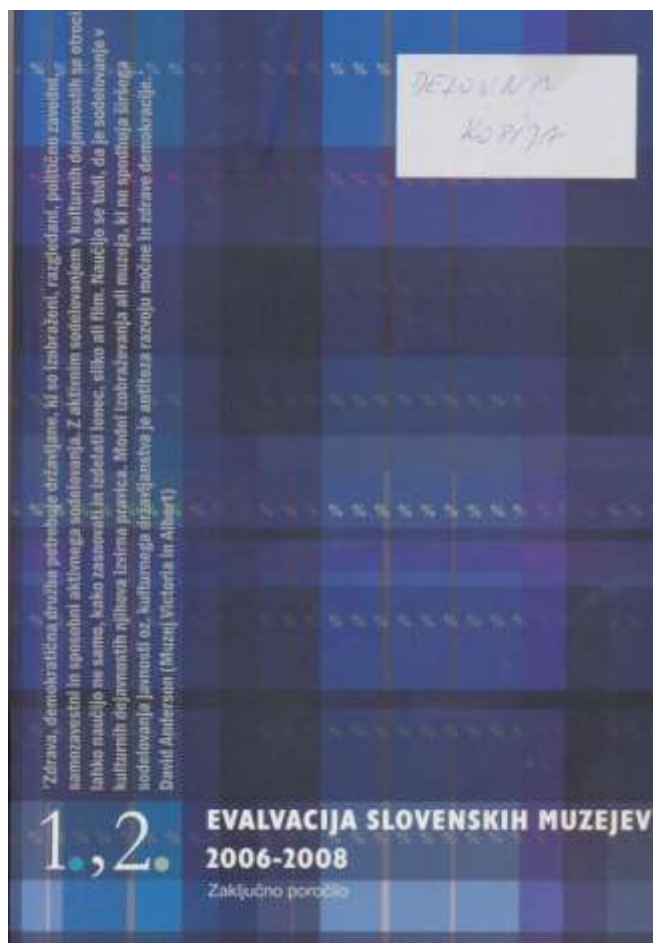 DELOVNA
KOPIJA
'Zdrava, demokratična družba potrebuje državljane, ki so izobraženi, razgledani, politično zavedni,
samozavestni in sposobni aktivnega sodelovanja. Z aktivnim sodelovanjem v kulturnih dejavnostih se otroci
lahko naučijo ne samo, kako zasnovati in izdelati lonec, sliko ali film. Naučijo se tudi, da je sodelovanje v
kulturnih dejavnostih njihova izvirna pravica. Model izobraževanja ali muzeja, ki ne spodbuja širšega
sodelovanja javnosti oz. kulturnega državljanstva je antiteza razvoju močne in zdrave demokracije.'
David Anderson (Muzej Victoria in Albert)
1.,2.
EVALVACIJA SLOVENSKIH MUZEJEV
2006-2008
Zaključno poročilo